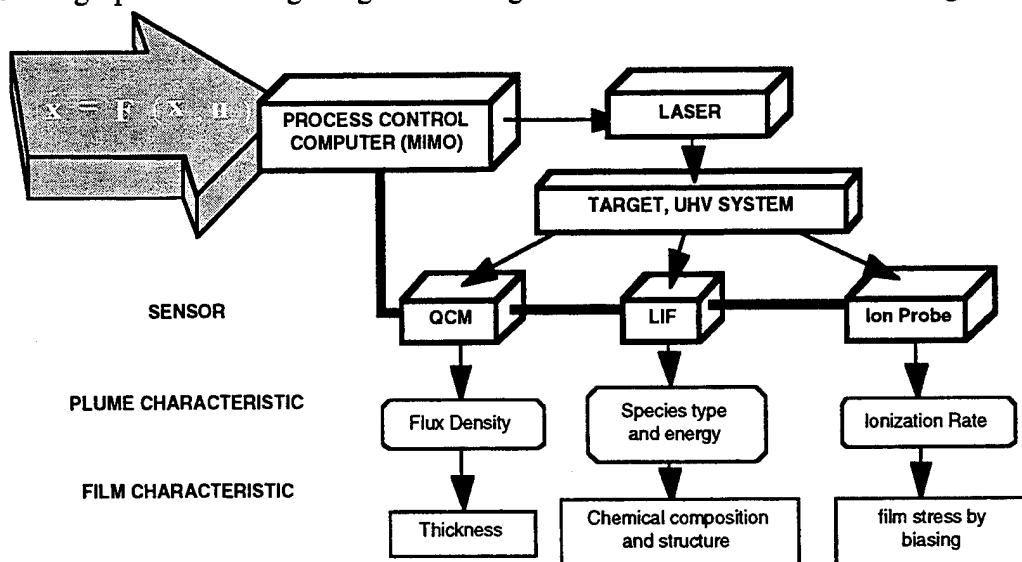 ẋ = F (x, u)
PROCESS CONTROL
COMPUTER (MIMO)
LASER
TARGET, UHV SYSTEM
SENSOR
QCM
LIF
Ion Probe
PLUME CHARACTERISTIC
Flux Density
Species type
and energy
Ionization Rate
FILM CHARACTERISTIC
Thickness
Chemical composition
and structure
film stress by
biasing